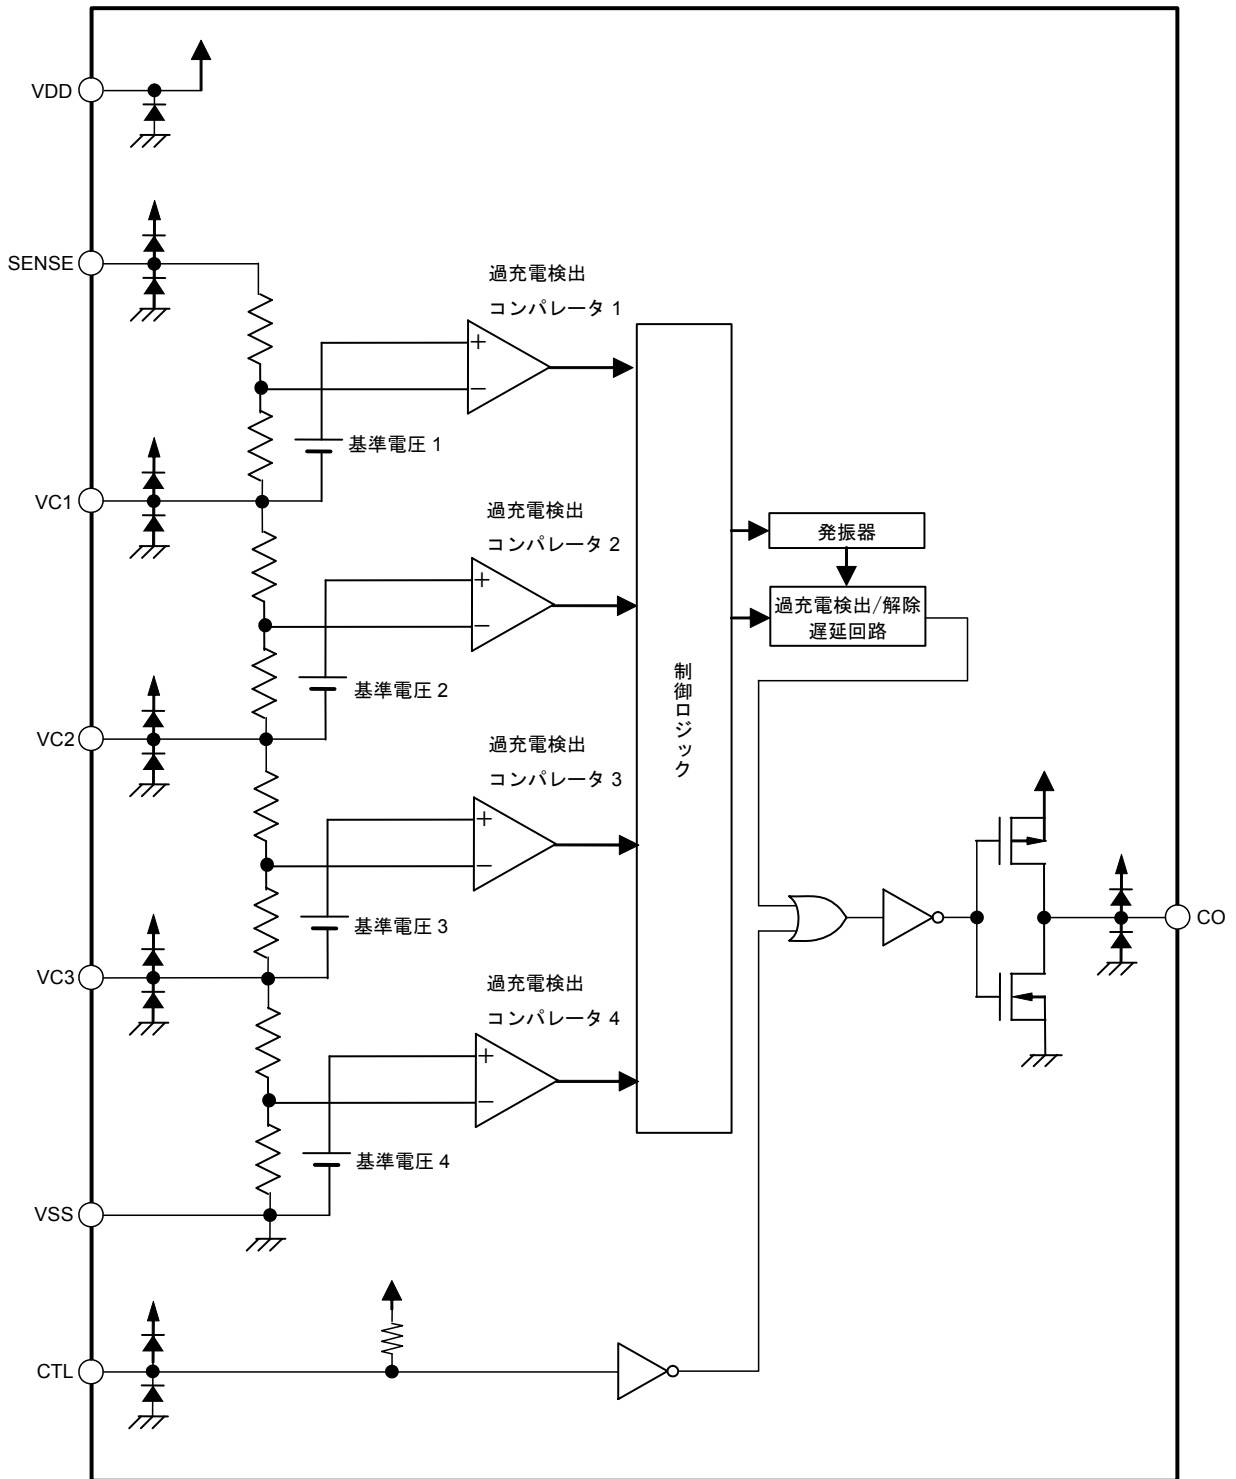 VDD
SENSE
過充電検出
コンパレータ 1
+
−
基準電圧 1
VC1
過充電検出
コンパレータ 2
+
−
発振器
過充電検出/解除
遅延回路
制御ロジック
基準電圧 2
VC2
過充電検出
コンパレータ 3
+
−
基準電圧 3
CO
VC3
過充電検出
コンパレータ 4
+
−
基準電圧 4
VSS
CTL